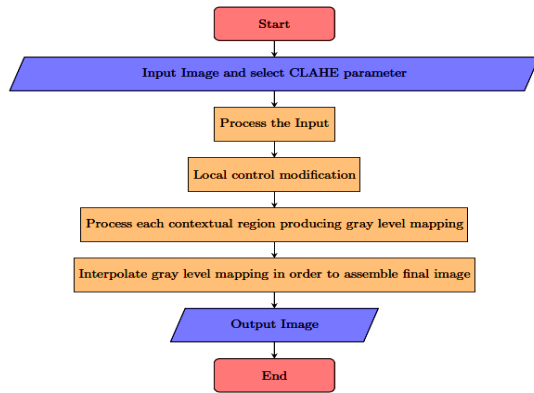 Start
Input Image and select CLAHE parameter
Process the Input
Local control modification
Process each contextual region producing gray level mapping
Interpolate gray level mapping in order to assemble final image
Output Image
End